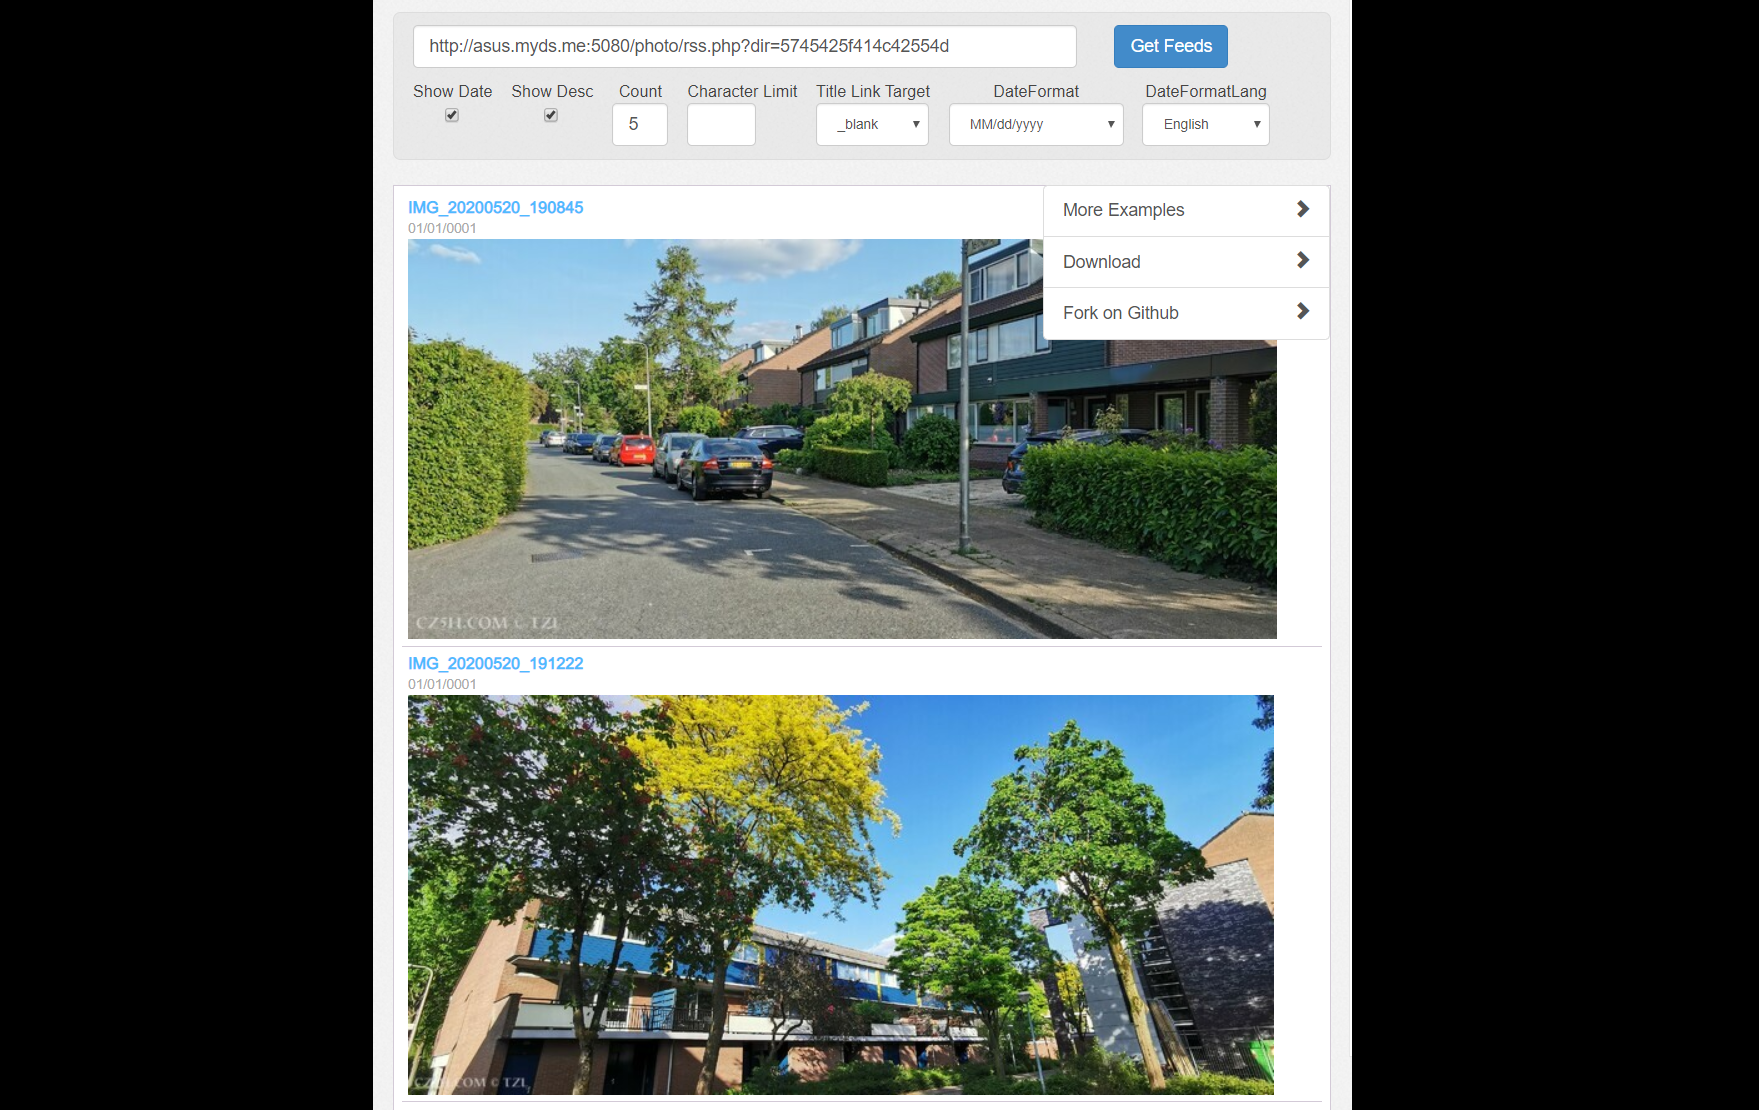 http://asus.myds.me:5080/photo/rss.php?dir=5745425f414c42554d
Get Feeds
Show Date Show Desc Count Character Limit Title Link Target DateFormat DateFormatLang
5 _blank MM/dd/yyyy English
IMG_20200520_190845
01/01/0001
More Examples
Download
Fork on Github
CZ5H.COM © TZL
IMG_20200520_191222
01/01/0001
CZ5H.COM © TZL